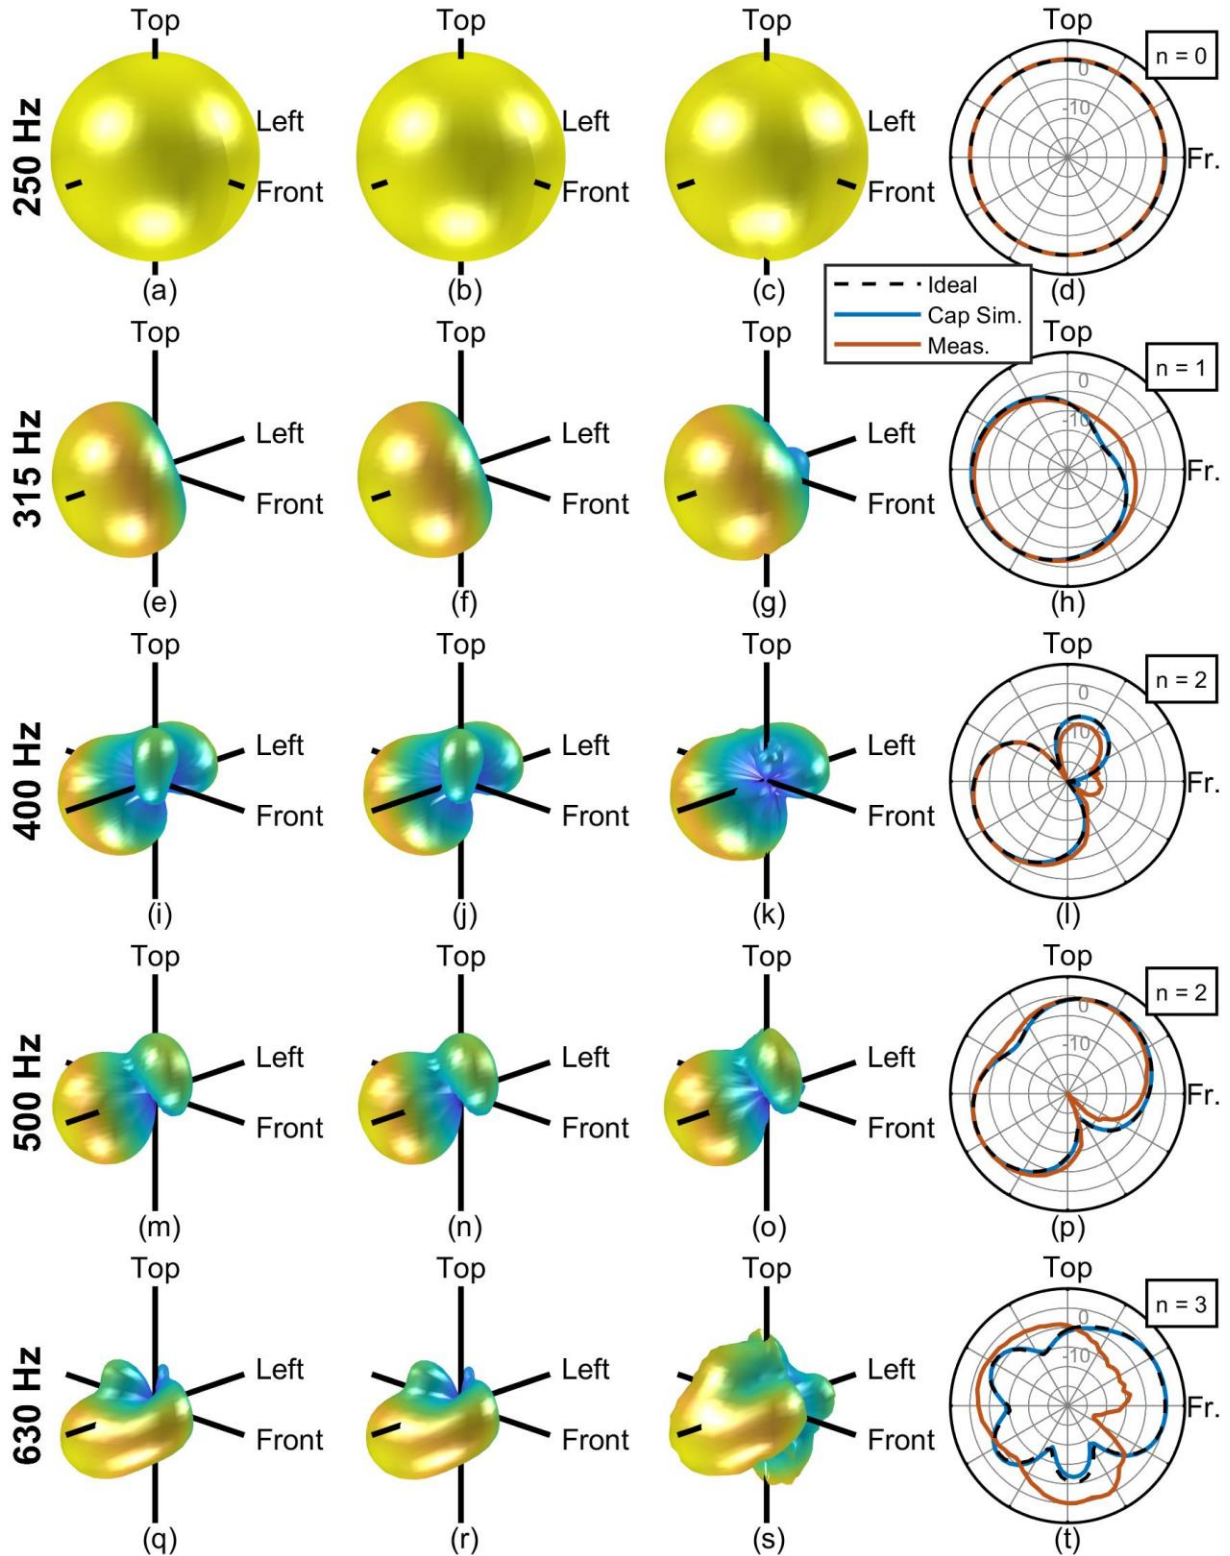 Top Top Top Top
n = 0
0
-10
250 Hz
Left Left Left
Front Front Front Fr.
(a) (b) (c) (d)
Ideal
Cap Sim.
Meas.
Top Top Top Top
n = 1
0
-10
315 Hz
Left Left Left
Front Front Front Fr.
(e) (f) (g) (h)
Top Top Top Top
n = 2
0
-10
400 Hz
Left Left Left
Front Front Front Fr.
(i) (j) (k) (l)
Top Top Top Top
n = 2
0
-10
500 Hz
Left Left Left
Front Front Front Fr.
(m) (n) (o) (p)
Top Top Top Top
n = 3
0
-10
630 Hz
Left Left Left
Front Front Front Fr.
(q) (r) (s) (t)